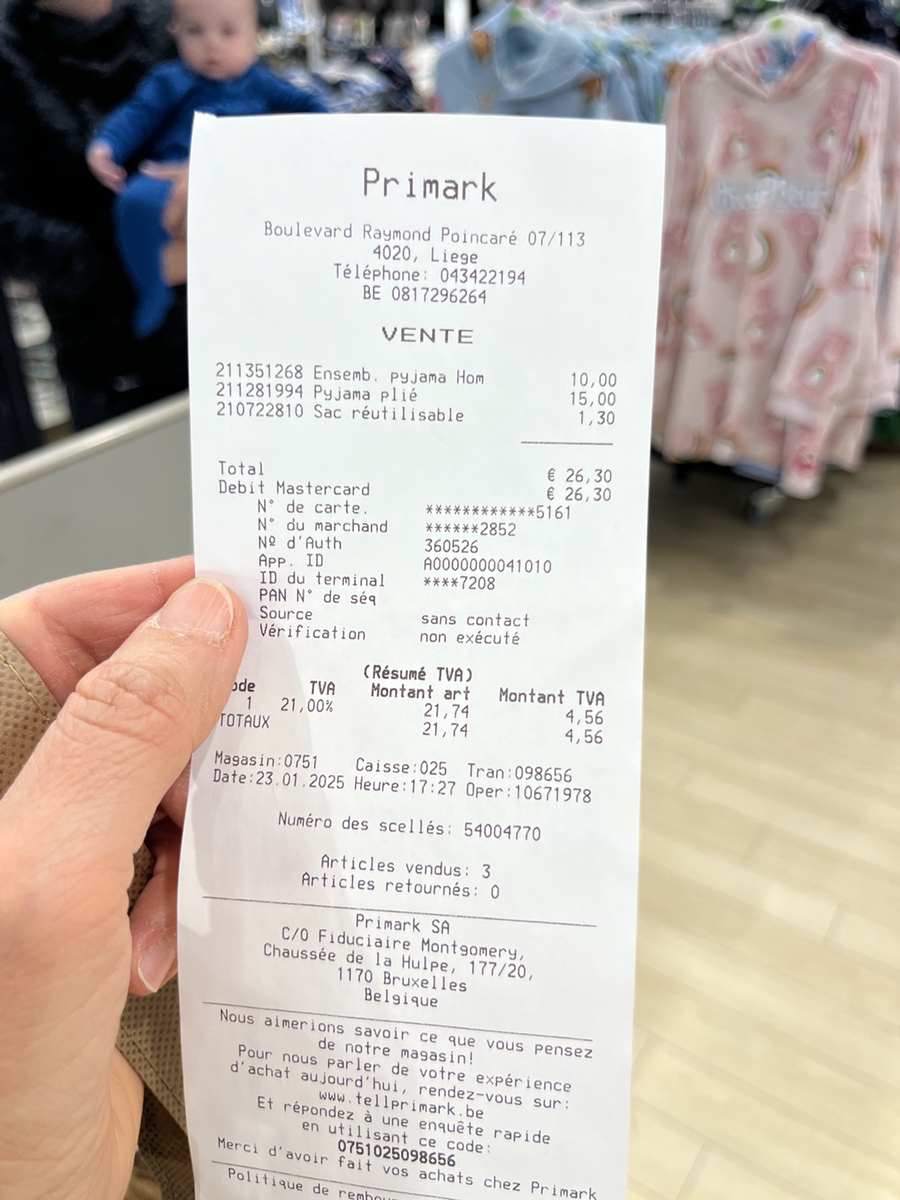 Primark
Boulevard Raymond Poincaré 07/113
4020, Liege
Téléphone: 043422194
BE 0817296264
VENTE
211351268 Ensemb. pyjama Hom 10,00
211281994 Pyjama plié 15,00
210722810 Sac réutilisable 1,30
Total € 26,30
Debit Mastercard € 26,30
N° de carte. ************5161
N° du marchand ******2852
Nº d'Auth 360526
App. ID A0000000041010
ID du terminal ****7208
PAN N° de séq
Source sans contact
Vérification non exécuté
(Résumé TVA)
ode TVA Montant art Montant TVA
1 21,00% 21,74 4,56
TOTAUX 21,74 4,56
Magasin:0751 Caisse:025 Tran:098656
Date:23.01.2025 Heure:17:27 Oper:10671978
Numéro des scellés: 54004770
Articles vendus: 3
Articles retournés: 0
Primark SA
C/O Fiduciaire Montgomery,
Chaussée de la Hulpe, 177/20,
1170 Bruxelles
Belgique
Nous aimerions savoir ce que vous pensez
de notre magasin!
Pour nous parler de votre expérience
d'achat aujourd'hui, rendez-vous sur:
www.tellprimark.be
Et répondez à une enquête rapide
en utilisant ce code:
0751025098656
Merci d'avoir fait vos achats chez Primark
Politique de